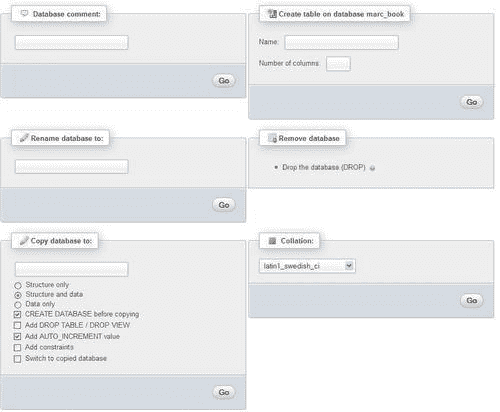 Database comment:
Go
Create table on database marc_book
Name:
Number of columns:
Go
Rename database to:
Go
Remove database
Drop the database (DROP)
Copy database to:
Structure only
Structure and data
Data only
CREATE DATABASE before copying
Add DROP TABLE / DROP VIEW
Add AUTO_INCREMENT value
Add constraints
Switch to copied database
Go
Collation:
latin1_swedish_ci
Go